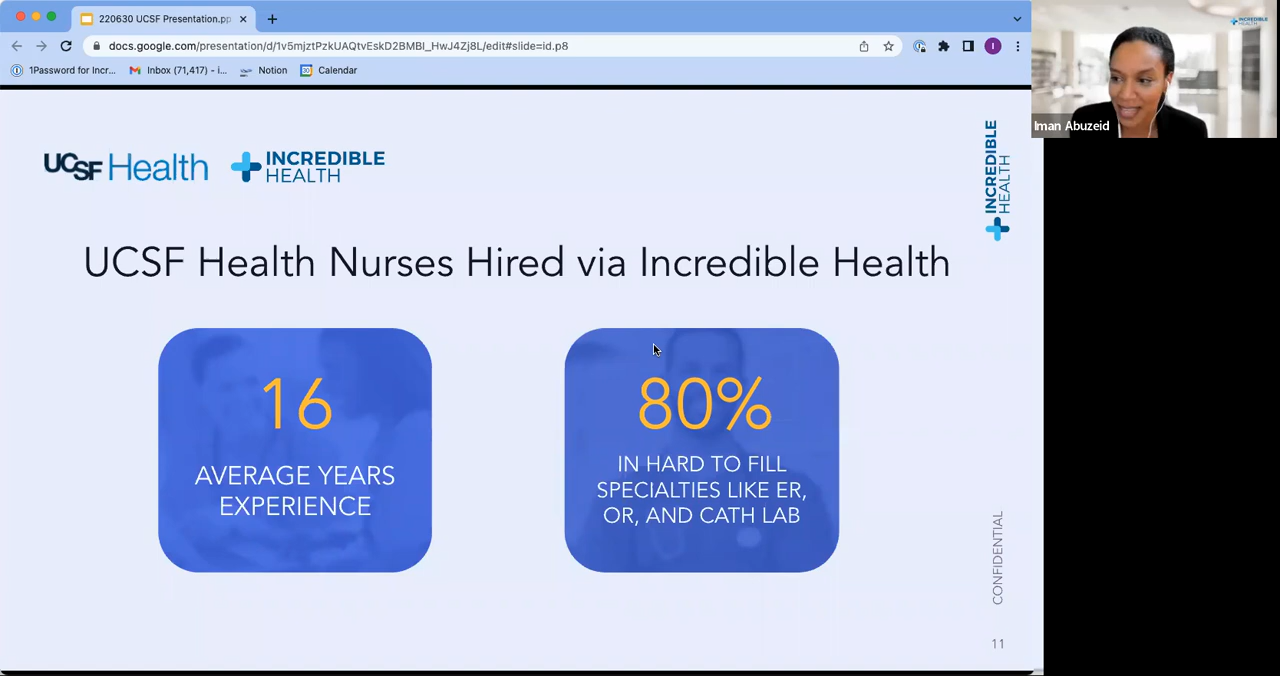 220630 UCSF Presentation.pp
docs.google.com/presentation/d/1v5mjztPzkUAQtvEskD2BMBI_HwJ4Zj8L/edit#slide=id.p8
I
1Password for Incr...
Inbox (71,417) – i...
Notion
Calendar
INCREDIBLE
HEALTH
Iman Abuzeid
UCSF Health
INCREDIBLE
HEALTH
INCREDIBLE
HEALTH
UCSF Health Nurses Hired via Incredible Health
16
AVERAGE YEARS
EXPERIENCE
80%
IN HARD TO FILL
SPECIALTIES LIKE ER,
OR, AND CATH LAB
CONFIDENTIAL
11